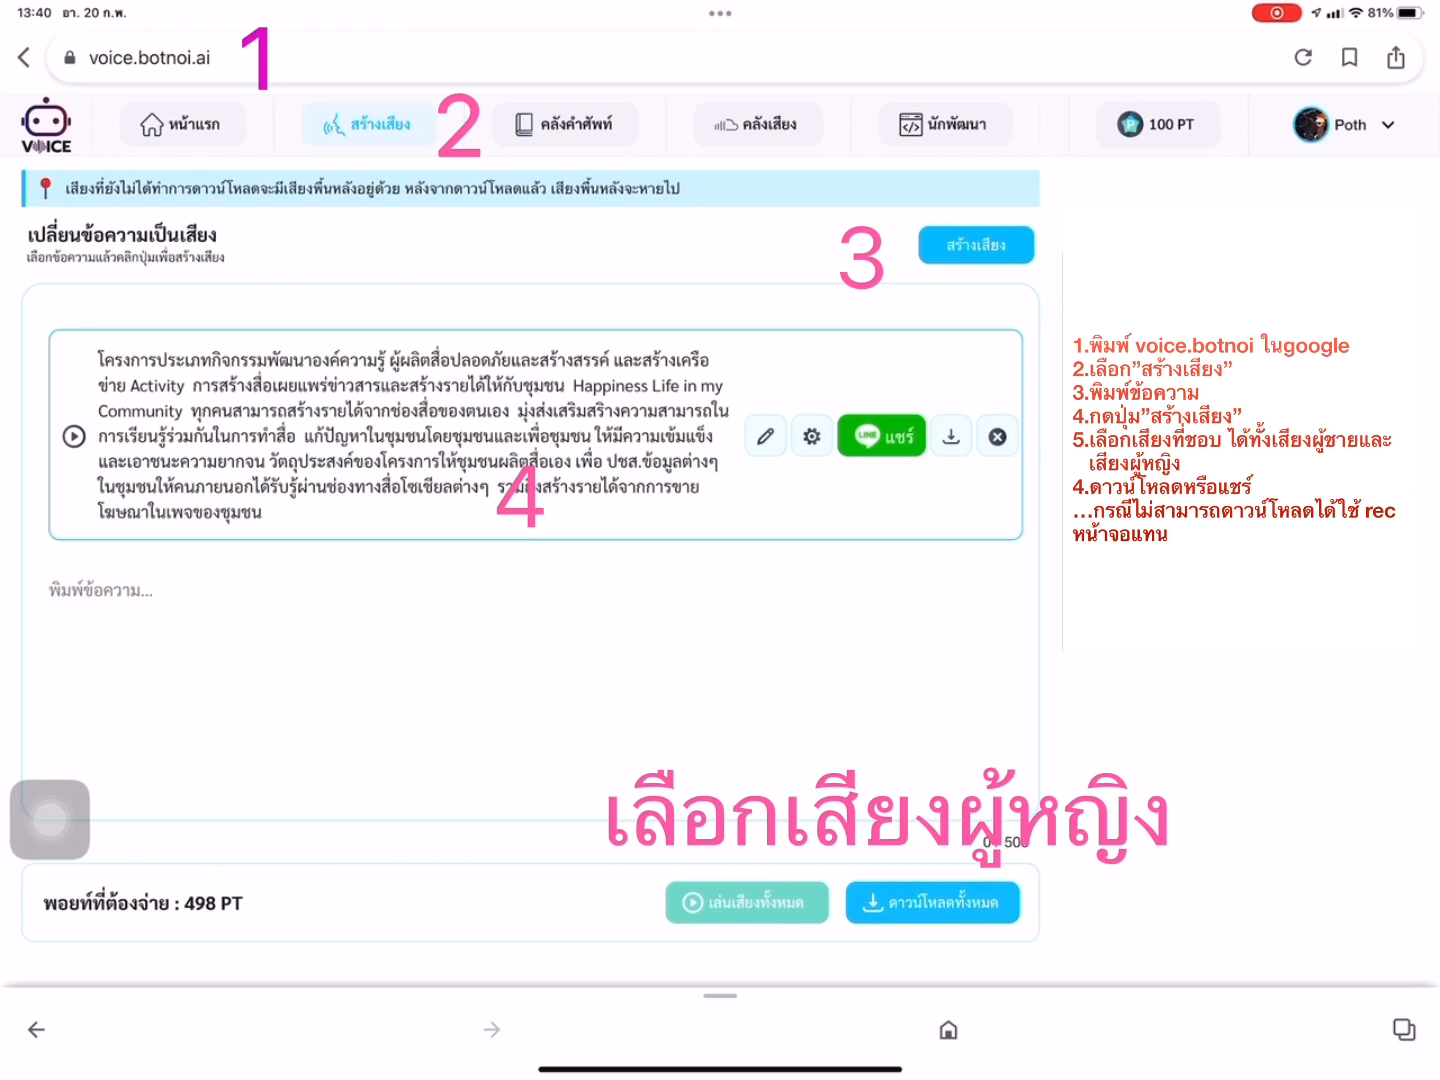 13:40 อา. 20 ก.พ.
81%
voice.botnoi.ai
1
VOICE
หน้าแรก
สร้างเสียง
2
คลังคำศัพท์
คลังเสียง
นักพัฒนา
P 100 PT
Poth
เสียงที่ยังไม่ได้ทำการดาวน์โหลดจะมีเสียงพื้นหลังอยู่ด้วย หลังจากดาวน์โหลดแล้ว เสียงพื้นหลังจะหายไป
เปลี่ยนข้อความเป็นเสียง
เลือกข้อความแล้วคลิกปุ่มเพื่อสร้างเสียง
3
สร้างเสียง
โครงการประเภทกิจกรรมพัฒนาองค์ความรู้ ผู้ผลิตสื่อปลอดภัยและสร้างสรรค์ และสร้างเครือ
ข่าย Activity การสร้างสื่อเผยแพร่ข่าวสารและสร้างรายได้ให้กับชุมชน Happiness Life in my
Community ทุกคนสามารถสร้างรายได้จากช่องสื่อของตนเอง มุ่งส่งเสริมสริางความสามารถใน
การเรียนรู้ร่วมกันในการทำสื่อ แก้ปัญหาในชุมชนโดยชุมชนและเพื่อชุมชน ให้มีความเข้มแข็ง
และเอาชนะความยากจน วัตถุประสงค์ของโครงการให้ชุมชนผลิตสื่อเอง เพื่อ ปชส.ข้อมูลต่างๆ
ในชุมชนให้คนภายนอกได้รับรู้ผ่านช่องทางสื่อโซเชียลต่างๆ รวมถึงสร้างรายได้จากการขาย
โฆษณาในเพจของชุมชน
4
LINE แชร์
พิมพ์ข้อความ...
1.พิมพ์ voice.botnoi ในgoogle
2.เลือก”สร้างเสียง”
3.พิมพ์ข้อความ
4.กดปุ่ม”สร้างเสียง”
5.เลือกเสียงที่ชอบ ได้ทั้งเสียงผู้ชายและ
เสียงผู้หญิง
4.ดาวน์โหลดหรือแชร์
...กรณีไม่สามารถดาวน์โหลดได้ใช้ rec
หน้าจอแทน
เลือกเสียงผู้หญิง
พอยท์ที่ต้องจ่าย : 498 PT
เล่นเสียงทั้งหมด
ดาวน์โหลดทั้งหมด